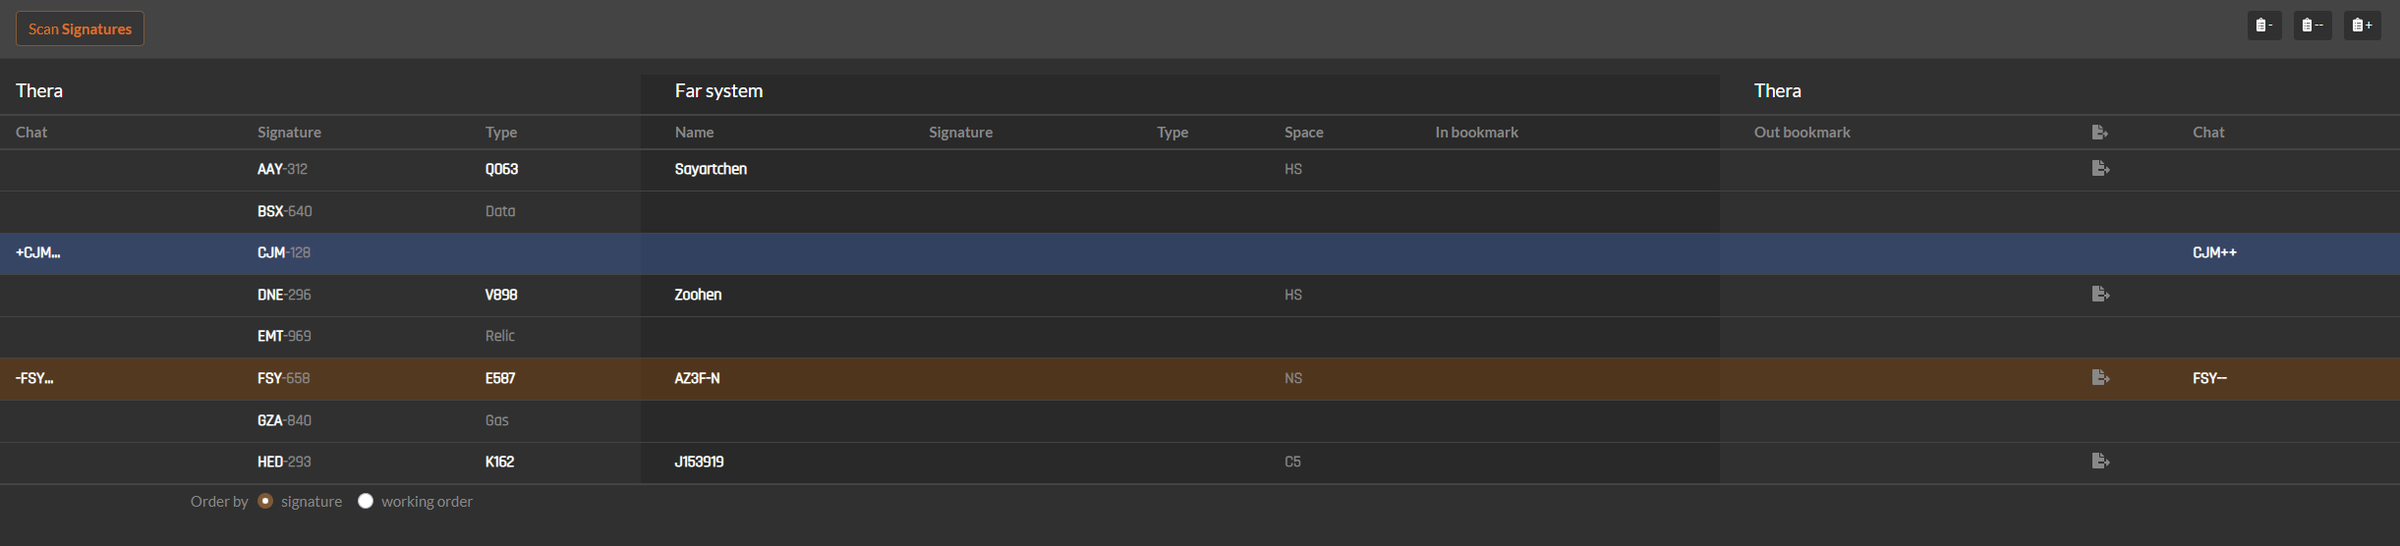 Scan Signatures - -- +
Thera Far system Thera
Chat Signature Type Name Signature Type Space In bookmark Out bookmark Chat
AAY-312 Q063 Sayartchen HS
BSX-640 Data
+CJM... CJM-128 CJM++
DNE-296 V898 Zoohen HS
EMT-969 Relic
-FSY... FSY-658 E587 AZ3F-N NS FSY--
GZA-840 Gas
HED-293 K162 J153919 C5
Order by signature working order